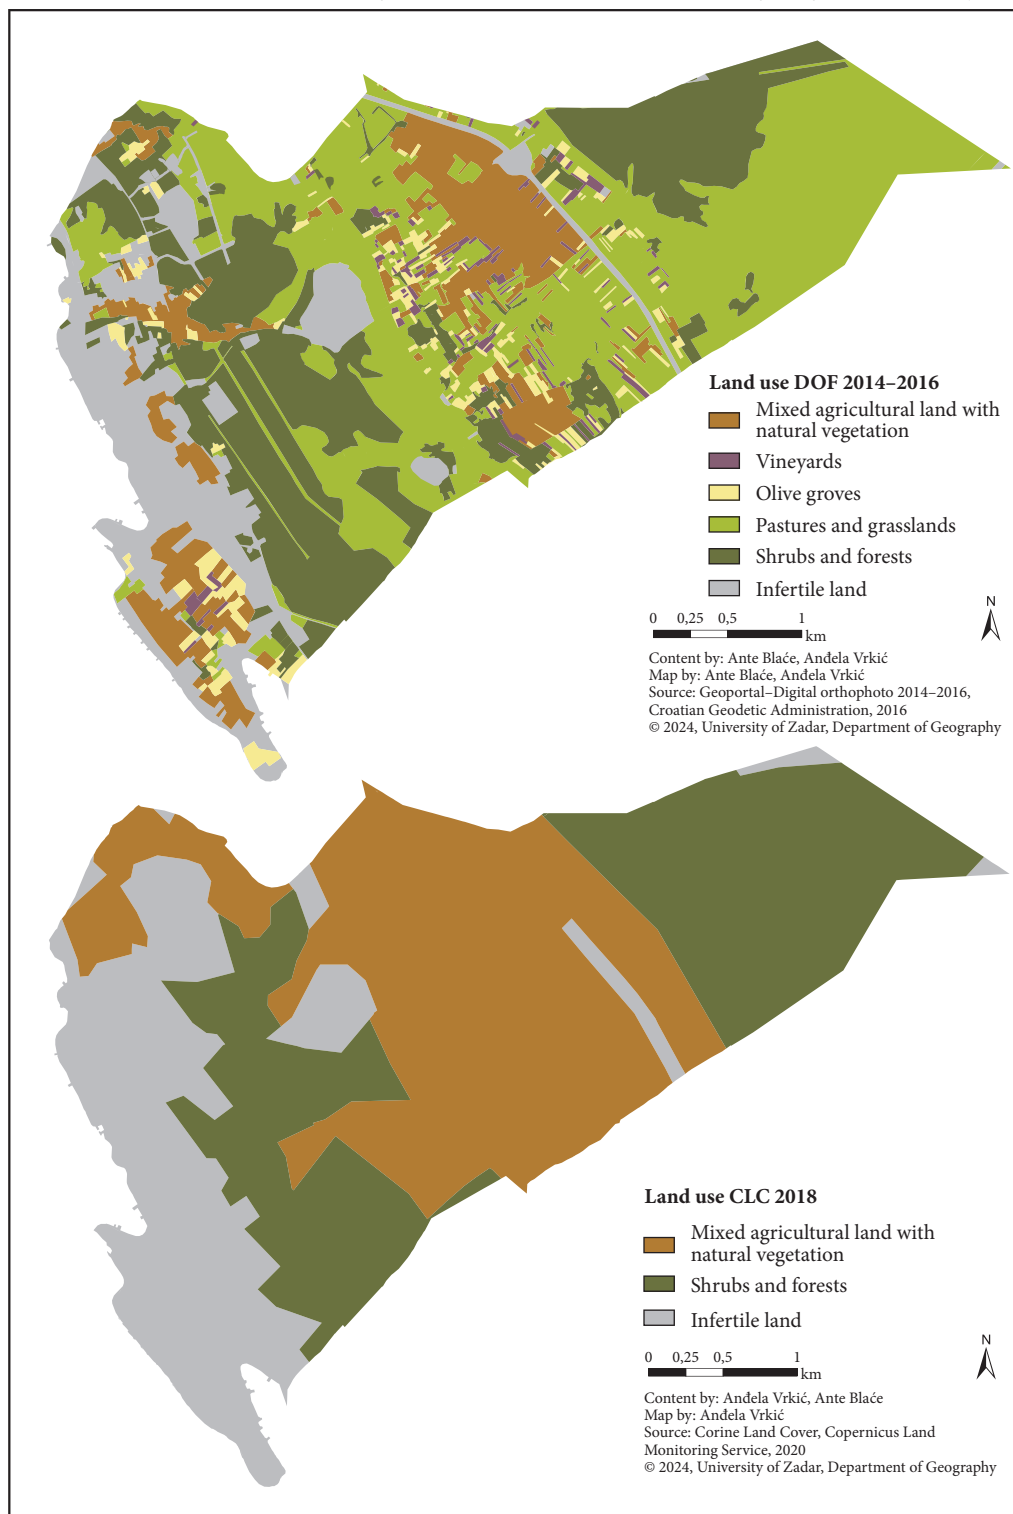 Land use DOF 2014–2016
Mixed agricultural land with
natural vegetation
Vineyards
Olive groves
Pastures and grasslands
Shrubs and forests
Infertile land
N
0 0,25 0,5 1
km
Content by: Ante Blaće, Anđela Vrkić
Map by: Ante Blaće, Anđela Vrkić
Source: Geoportal–Digital orthophoto 2014–2016,
Croatian Geodetic Administration, 2016
© 2024, University of Zadar, Department of Geography
Land use CLC 2018
Mixed agricultural land with
natural vegetation
Shrubs and forests
Infertile land
N
0 0,25 0,5 1
km
Content by: Anđela Vrkić, Ante Blaće
Map by: Anđela Vrkić
Source: Corine Land Cover, Copernicus Land
Monitoring Service, 2020
© 2024, University of Zadar, Department of Geography